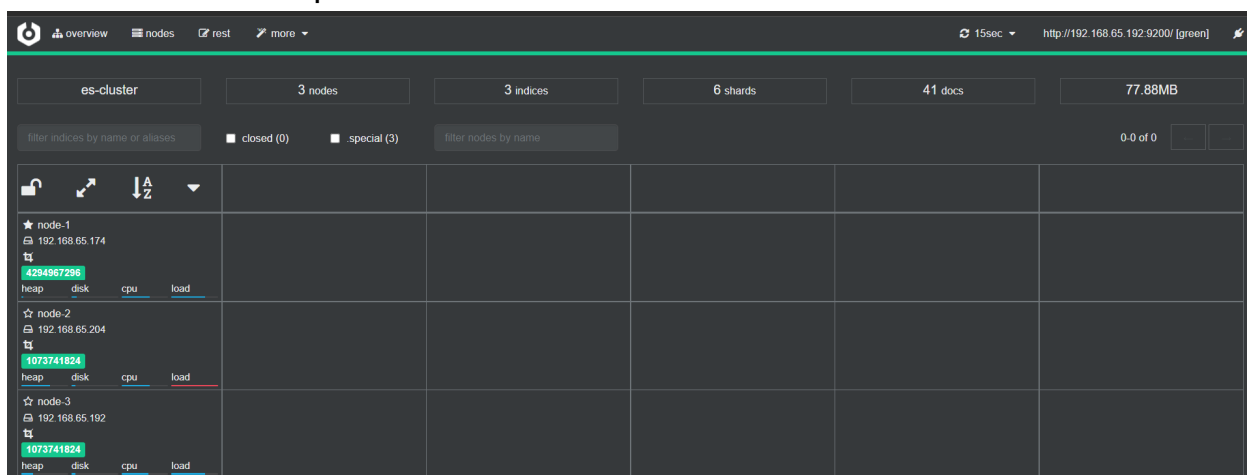 overview nodes rest more 15sec http://192.168.65.192:9200/ [green]
es-cluster 3 nodes 3 indices 6 shards 41 docs 77.88MB
filter indices by name or aliases closed (0) .special (3) filter nodes by name 0-0 of 0
A
Z
node-1
192.168.65.174
4294967296
heap disk cpu load
node-2
192.168.65.204
1073741824
heap disk cpu load
node-3
192.168.65.192
1073741824
heap disk cpu load